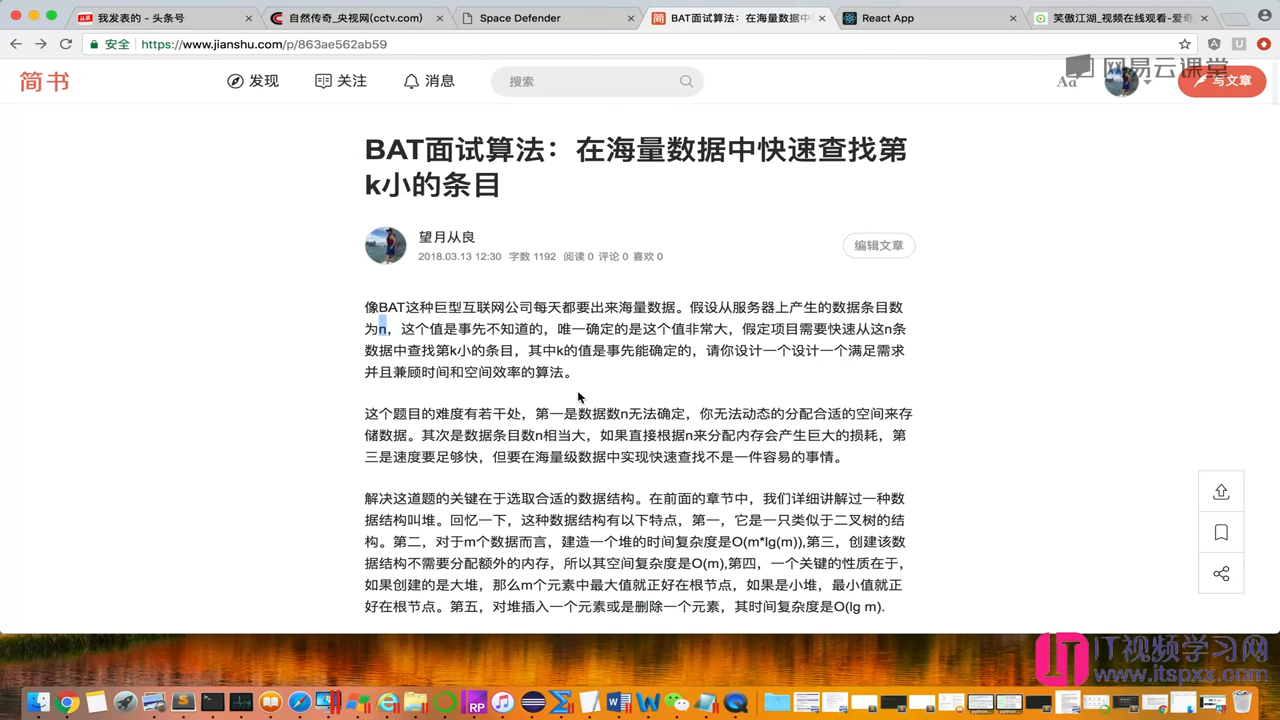 我发表的 - 头条号
自然传奇_央视网(cctv.com)
Space Defender
BAT面试算法：在海量数据中
React App
笑傲江湖_视频在线观看-爱奇
安全
https://www.jianshu.com/p/863ae562ab59
简书
发现
关注
消息
搜索
Aa
网易云课堂
写文章
BAT面试算法：在海量数据中快速查找第
k小的条目
望月从良
2018.03.13 12:30 字数 1192 阅读 0 评论 0 喜欢 0
编辑文章
像BAT这种巨型互联网公司每天都要出来海量数据。假设从服务器上产生的数据条目数
为n，这个值是事先不知道的，唯一确定的是这个值非常大，假定项目需要快速从这n条
数据中查找第k小的条目，其中k的值是事先能确定的，请你设计一个设计一个满足需求
并且兼顾时间和空间效率的算法。
这个题目的难度有若干处，第一是数据数n无法确定，你无法动态的分配合适的空间来存
储数据。其次是数据条目数n相当大，如果直接根据n来分配内存会产生巨大的损耗，第
三是速度要足够快，但要在海量级数据中实现快速查找不是一件容易的事情。
解决这道题的关键在于选取合适的数据结构。在前面的章节中，我们详细讲解过一种数
据结构叫堆。回忆一下，这种数据结构有以下特点，第一，它是一只类似于二叉树的结
构。第二，对于m个数据而言，建造一个堆的时间复杂度是O(m*lg(m)),第三，创建该数
据结构不需要分配额外的内存，所以其空间复杂度是O(m),第四，一个关键的性质在于，
如果创建的是大堆，那么m个元素中最大值就正好在根节点，如果是小堆，最小值就正
好在根节点。第五，对堆插入一个元素或是删除一个元素，其时间复杂度是O(lg m).
IT视频学习网
www.itspxx.com
RP